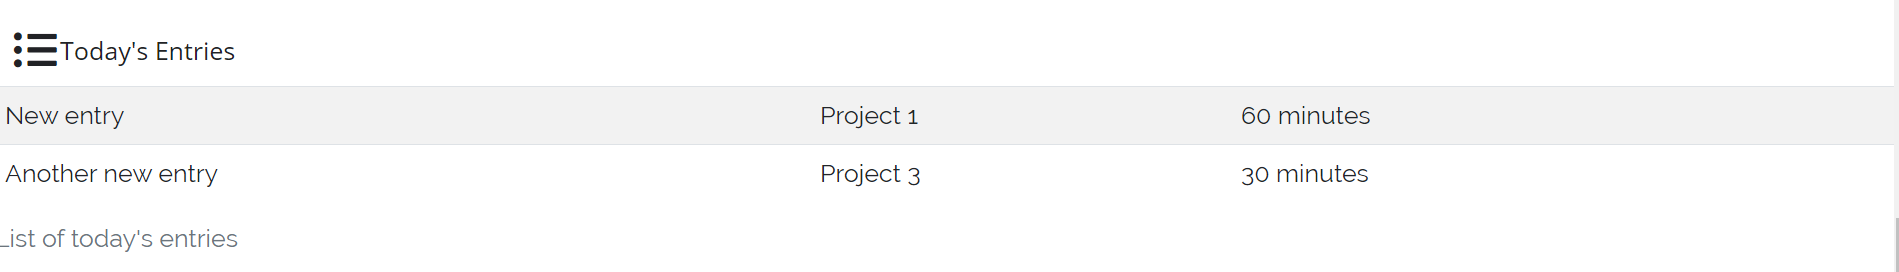 Today's Entries
New entry Project 1 60 minutes
Another new entry Project 3 30 minutes
List of today's entries